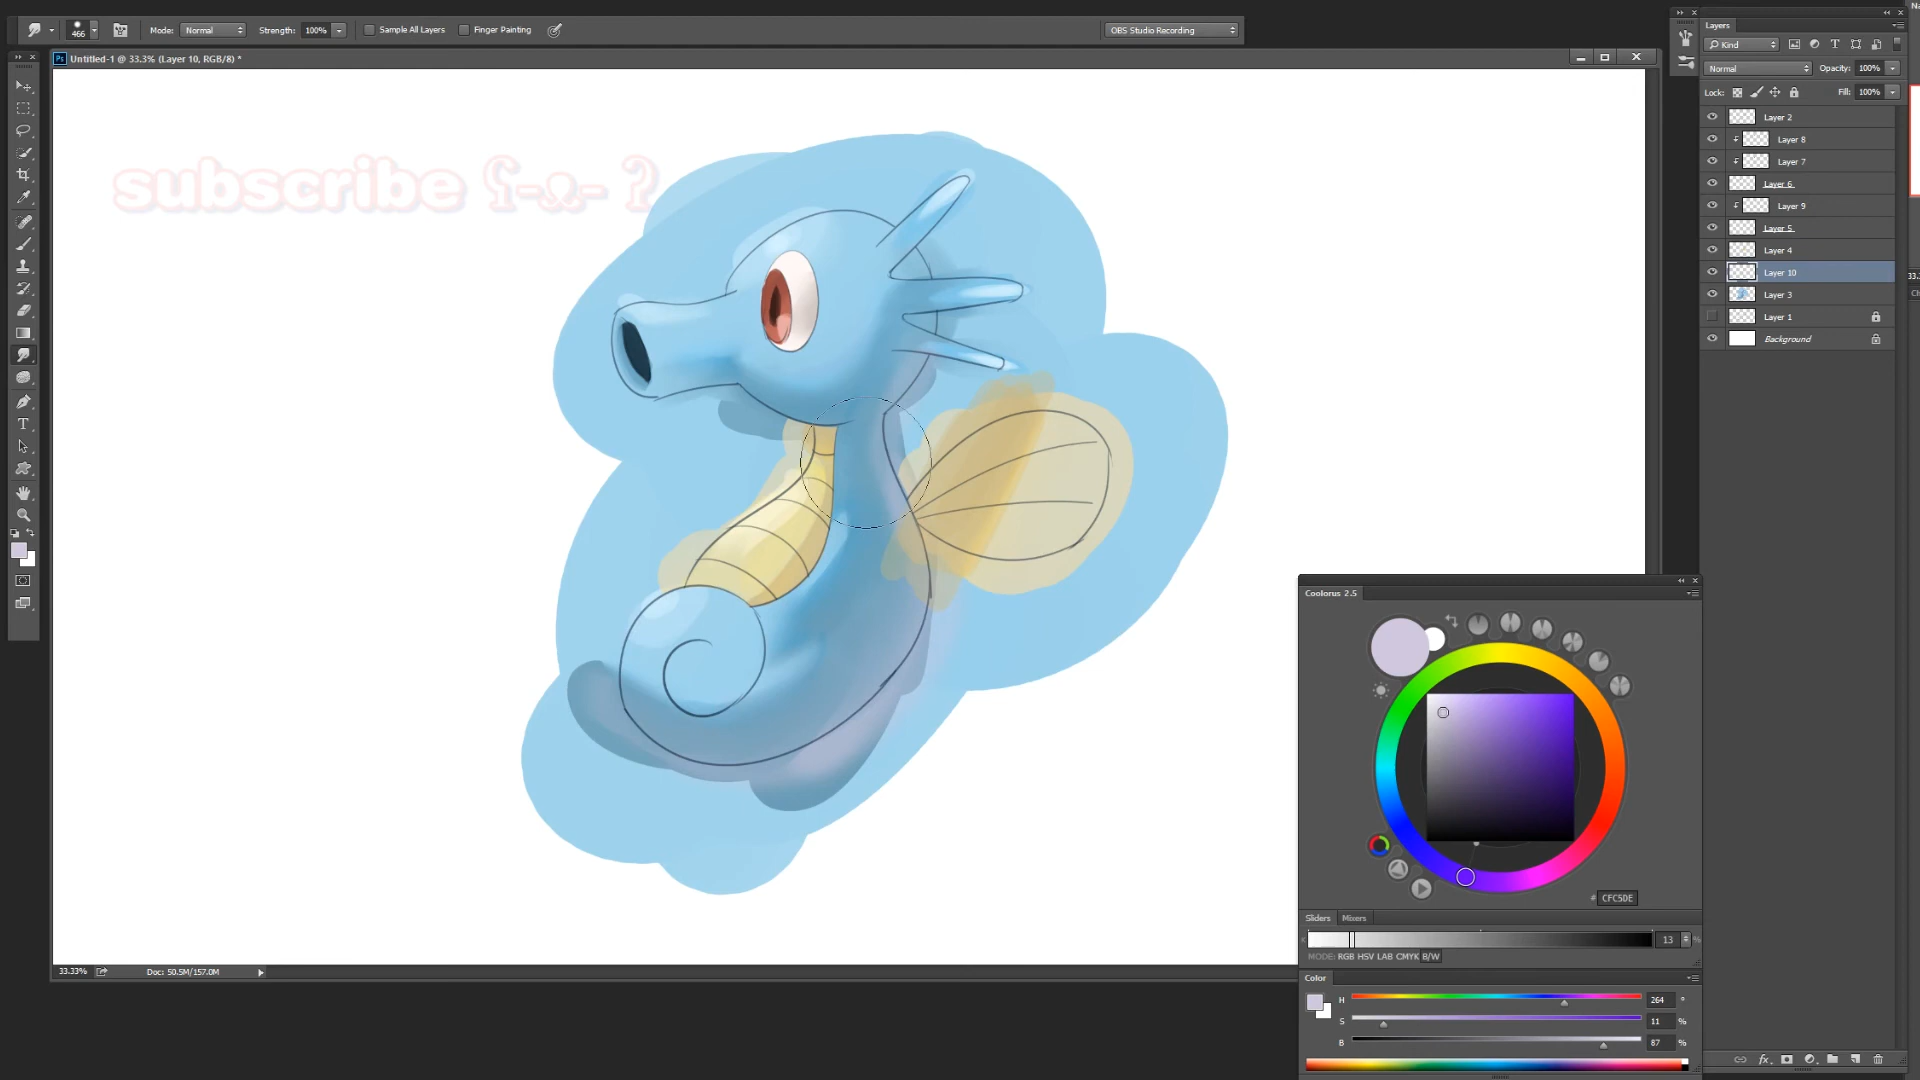 466
Mode: Normal
Strength: 100%
Sample All Layers
Finger Painting
OBS Studio Recording
Ps Untitled-1 @ 33.3% (Layer 10, RGB/8) *
subscribe ʕ-ᴥ- ʔ
33.33%
Doc: 50.5M/157.0M
Layers
Kind
Normal
Opacity: 100%
Lock:
Fill: 100%
Layer 2
Layer 8
Layer 7
Layer 6
Layer 9
Layer 5
Layer 4
Layer 10
Layer 3
Layer 1
Background
33.
Coolorus 2.5
# CFC5DE
Sliders Mixers
13 %
MODE: RGB HSV LAB CMYK B/W
Color
H 264 °
S 11 %
B 87 %